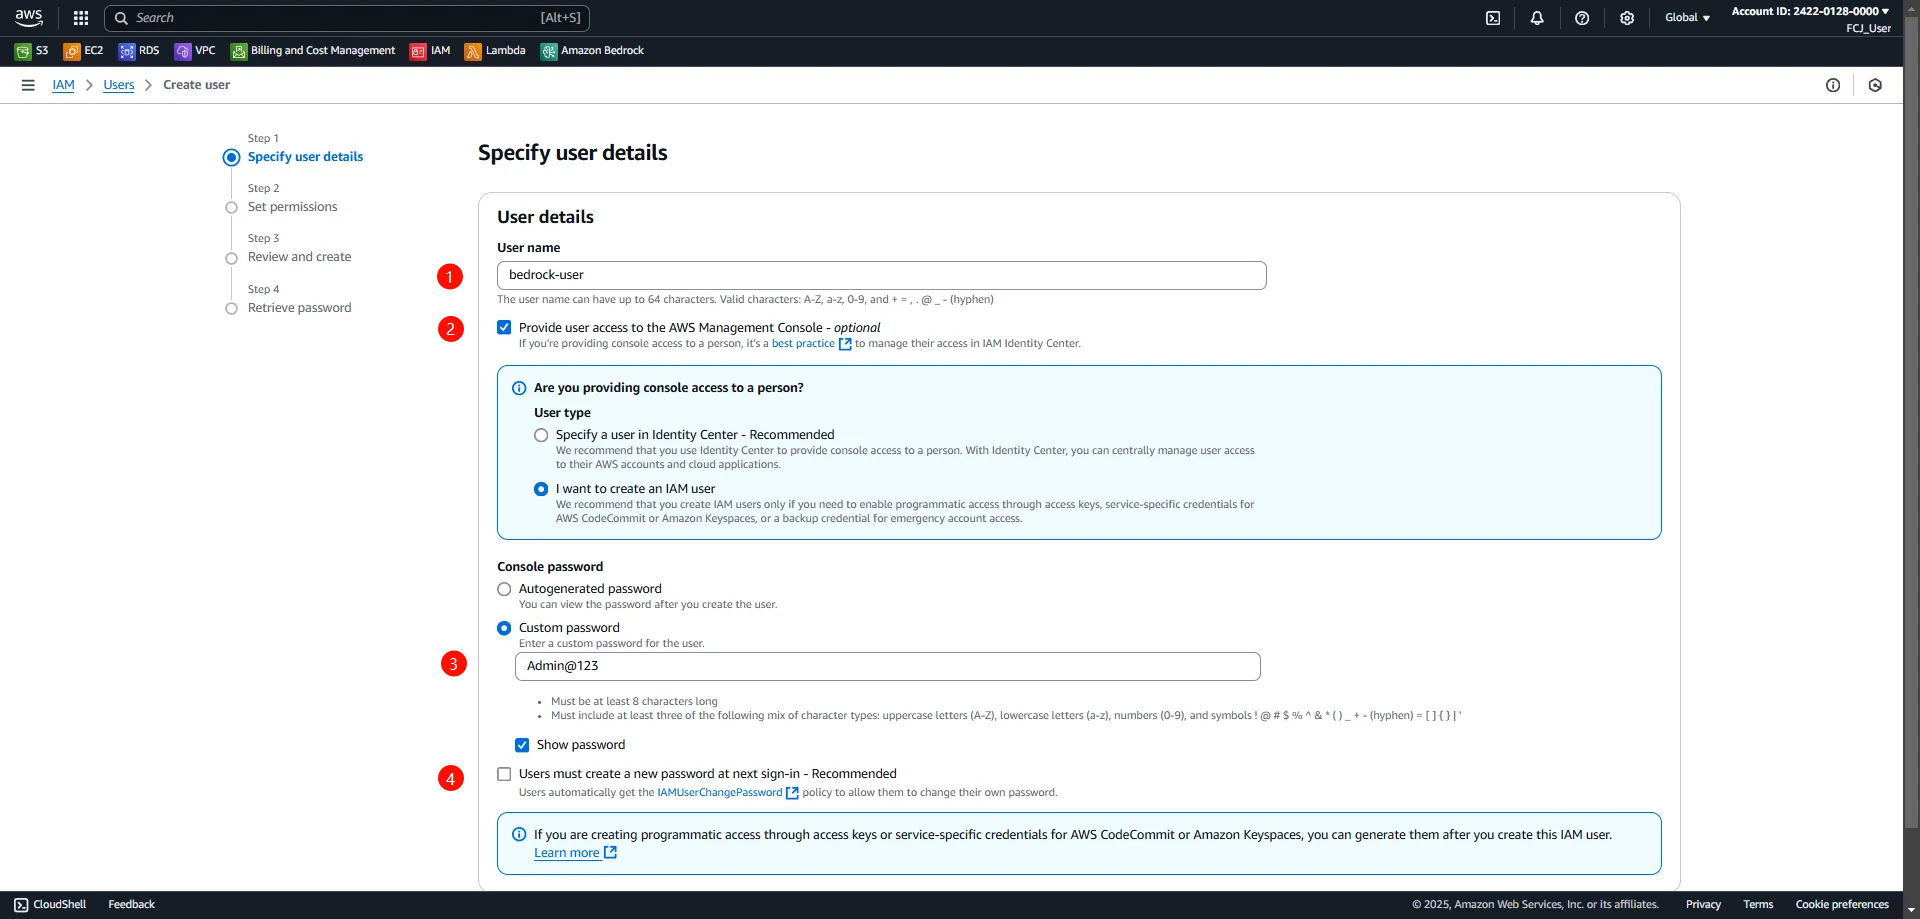 aws
Search
[Alt+S]
Global
Account ID: 2422-0128-0000
FCJ_User
S3
EC2
RDS
VPC
Billing and Cost Management
IAM
Lambda
Amazon Bedrock
IAM
Users
Create user
Step 1
Specify user details
Step 2
Set permissions
Step 3
Review and create
Step 4
Retrieve password
Specify user details
User details
User name
1
bedrock-user
The user name can have up to 64 characters. Valid characters: A-Z, a-z, 0-9, and + = , . @ _ - (hyphen)
2
Provide user access to the AWS Management Console - optional
If you're providing console access to a person, it's a best practice to manage their access in IAM Identity Center.
Are you providing console access to a person?
User type
Specify a user in Identity Center - Recommended
We recommend that you use Identity Center to provide console access to a person. With Identity Center, you can centrally manage user access
to their AWS accounts and cloud applications.
I want to create an IAM user
We recommend that you create IAM users only if you need to enable programmatic access through access keys, service-specific credentials for
AWS CodeCommit or Amazon Keyspaces, or a backup credential for emergency account access.
Console password
Autogenerated password
You can view the password after you create the user.
Custom password
Enter a custom password for the user.
3
Admin@123
• Must be at least 8 characters long
• Must include at least three of the following mix of character types: uppercase letters (A-Z), lowercase letters (a-z), numbers (0-9), and symbols ! @ # $ % ^ & * ( ) _ + - (hyphen) = [ ] { } | '
Show password
4
Users must create a new password at next sign-in - Recommended
Users automatically get the IAMUserChangePassword policy to allow them to change their own password.
If you are creating programmatic access through access keys or service-specific credentials for AWS CodeCommit or Amazon Keyspaces, you can generate them after you create this IAM user.
Learn more
CloudShell
Feedback
© 2025, Amazon Web Services, Inc. or its affiliates.
Privacy
Terms
Cookie preferences